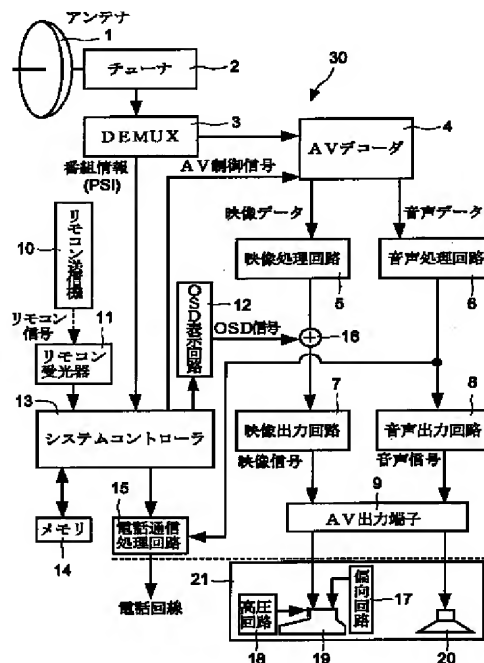 アンテナ
1
チューナ
2
30
DEMUX
3
AVデコーダ
4
番組情報
(PSI)
AV制御信号
映像データ
音声データ
リモコン送信機
10
映像処理回路
5
音声処理回路
6
OSD表示回路
12
OSD信号
16
リモコン
信号
11
リモコン
受光器
13
システムコントローラ
7
映像出力回路
8
音声出力回路
映像信号
音声信号
9
AV出力端子
メモリ
14
15
電話通信
処理回路
電話回線
21
高圧
回路
18
19
偏向回路
17
20